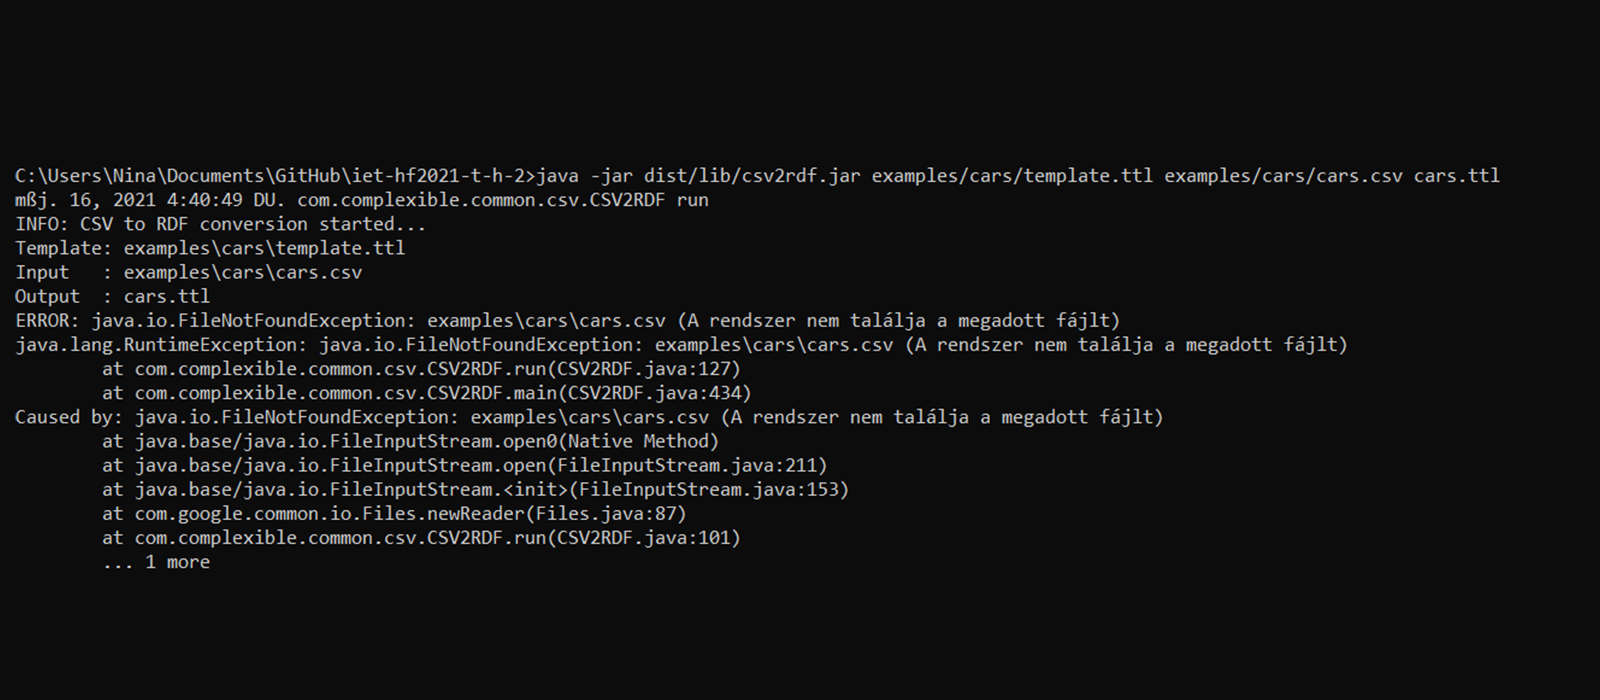 C:\Users\Nina\Documents\GitHub\iet-hf2021-t-h-2>java -jar dist/lib/csv2rdf.jar examples/cars/template.ttl examples/cars/cars.csv cars.ttl
mßj. 16, 2021 4:40:49 DU. com.complexible.common.csv.CSV2RDF run
INFO: CSV to RDF conversion started...
Template: examples\cars\template.ttl
Input   : examples\cars\cars.csv
Output  : cars.ttl
ERROR: java.io.FileNotFoundException: examples\cars\cars.csv (A rendszer nem találja a megadott fájlt)
java.lang.RuntimeException: java.io.FileNotFoundException: examples\cars\cars.csv (A rendszer nem találja a megadott fájlt)
        at com.complexible.common.csv.CSV2RDF.run(CSV2RDF.java:127)
        at com.complexible.common.csv.CSV2RDF.main(CSV2RDF.java:434)
Caused by: java.io.FileNotFoundException: examples\cars\cars.csv (A rendszer nem találja a megadott fájlt)
        at java.base/java.io.FileInputStream.open0(Native Method)
        at java.base/java.io.FileInputStream.open(FileInputStream.java:211)
        at java.base/java.io.FileInputStream.<init>(FileInputStream.java:153)
        at com.google.common.io.Files.newReader(Files.java:87)
        at com.complexible.common.csv.CSV2RDF.run(CSV2RDF.java:101)
        ... 1 more